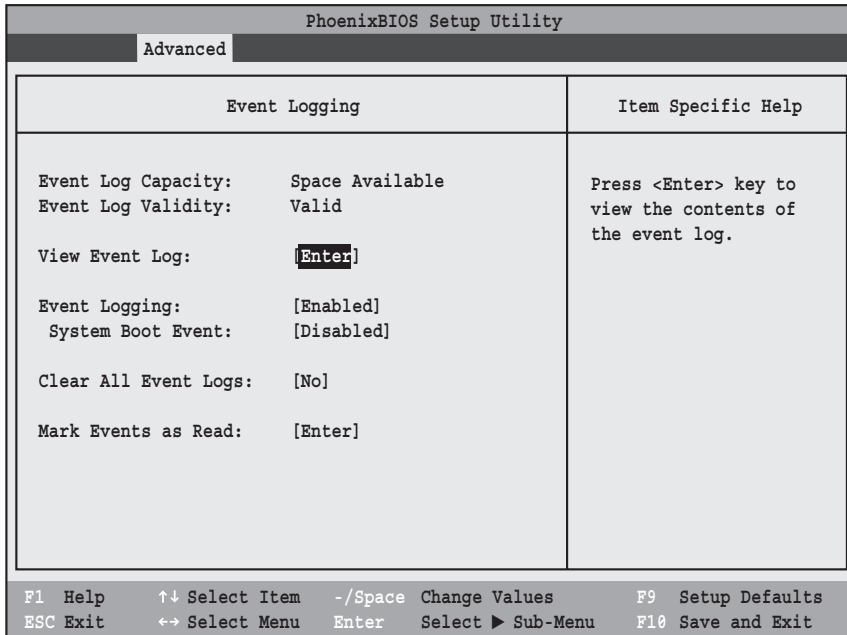 PhoenixBIOS Setup Utility
Advanced
Event Logging
Item Specific Help
Event Log Capacity: Space Available
Event Log Validity: Valid
View Event Log: [Enter]
Event Logging: [Enabled]
System Boot Event: [Disabled]
Clear All Event Logs: [No]
Mark Events as Read: [Enter]
Press <Enter> key to
view the contents of
the event log.
F1 Help ↑↓ Select Item -/Space Change Values F9 Setup Defaults
ESC Exit ←→ Select Menu Enter Select ▶ Sub-Menu F10 Save and Exit